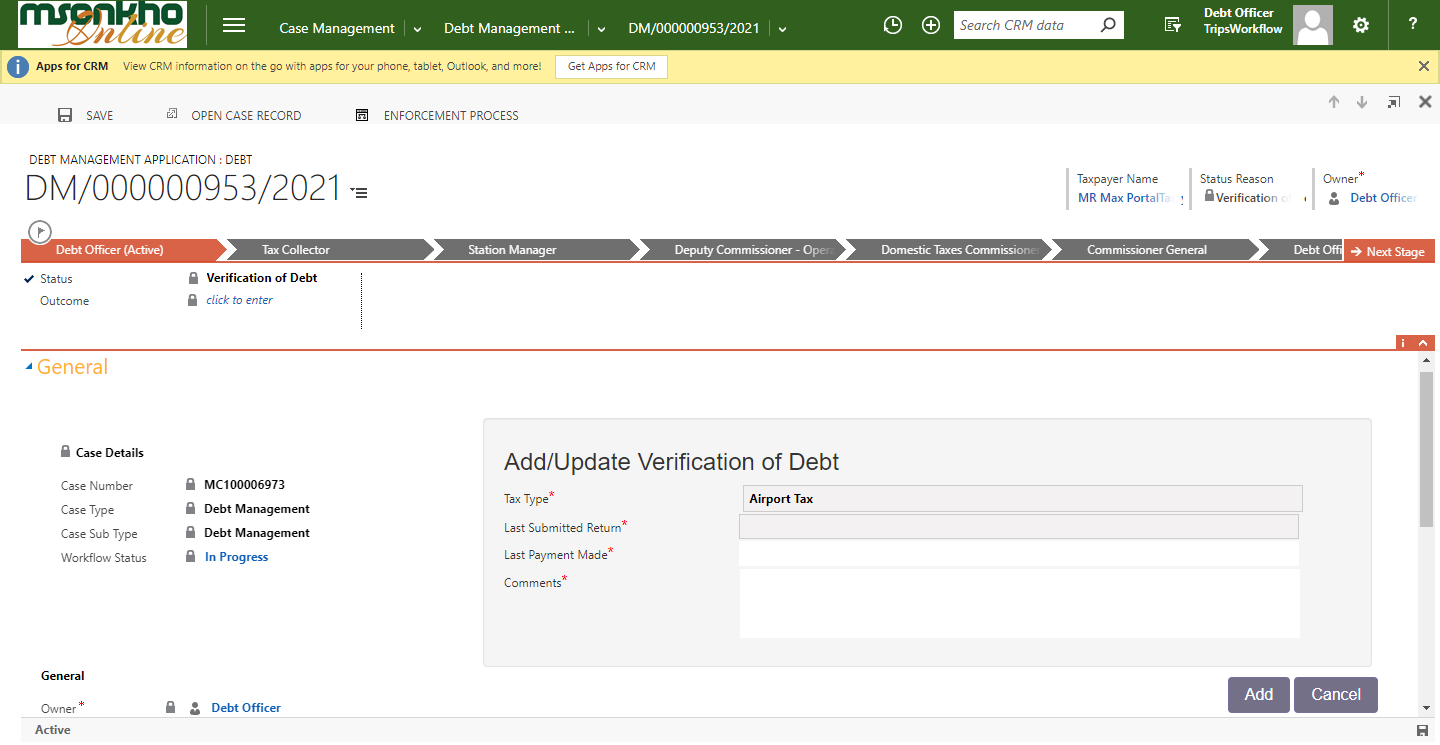 msonkho
Online
Case Management
Debt Management ...
DM/000000953/2021
Search CRM data
Debt Officer
TripsWorkflow
?
i
Apps for CRM
View CRM information on the go with apps for your phone, tablet, Outlook, and more!
Get Apps for CRM
SAVE
OPEN CASE RECORD
ENFORCEMENT PROCESS
DEBT MANAGEMENT APPLICATION : DEBT
DM/000000953/2021
Taxpayer Name
MR Max PortalTa
Status Reason
Verification o
Owner*
Debt Officer
Debt Officer (Active)
Tax Collector
Station Manager
Deputy Commissioner - Oper
Domestic Taxes Commissione
Commissioner General
Debt Offi
Next Stage
Status
Verification of Debt
Outcome
click to enter
i
General
Case Details
Case Number
MC100006973
Case Type
Debt Management
Case Sub Type
Debt Management
Workflow Status
In Progress
Add/Update Verification of Debt
Tax Type*
Airport Tax
Last Submitted Return*
Last Payment Made*
Comments*
Add
Cancel
General
Owner*
Debt Officer
Active